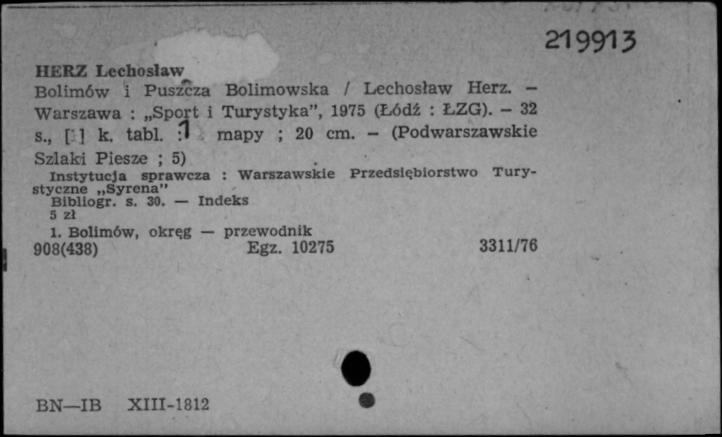 219913
HERZ Lechosław
Bolimów i Puszcza Bolimowska / Lechosław Herz. —
Warszawa : „Sport i Turystyka”, 1975 (Łódź : ŁZG). — 32
s., [1] k. tabl. : 1 mapy ; 20 cm. — (Podwarszawskie
Szlaki Piesze ; 5)
Instytucja sprawcza : Warszawskie Przedsiębiorstwo Tury-
styczne „Syrena”
Bibliogr. s. 30. — Indeks
5 zł
1. Bolimów, okręg — przewodnik
908(438) Egz. 10275 3311/76
BN—IB XIII-1812